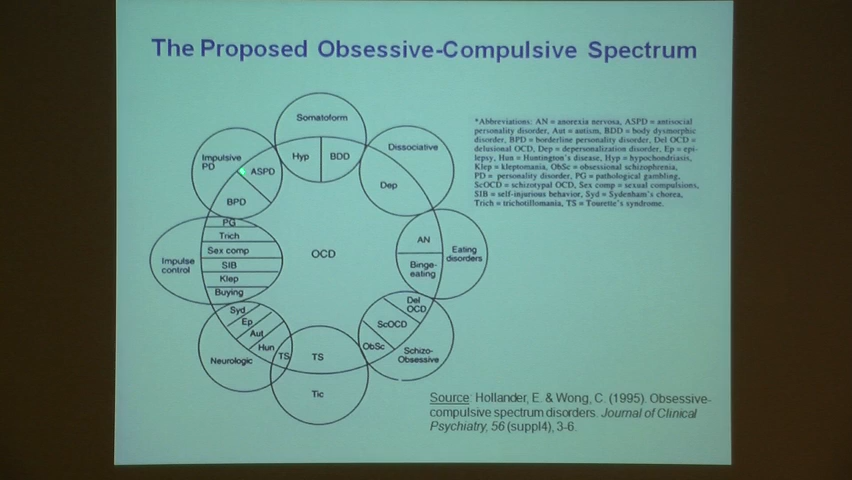 The Proposed Obsessive-Compulsive Spectrum
*Abbreviations: AN = anorexia nervosa, ASPD = antisocial
personality disorder, Aut = autism, BDD = body dysmorphic
disorder, BPD = borderline personality disorder, Del OCD =
delusional OCD, Dep = depersonalization disorder, Ep = epi-
lepsy, Hun = Huntington's disease, Hyp = hypochondriasis,
Klep = kleptomania, ObSc = obsessional schizophrenia,
PD = personality disorder, PG = pathological gambling,
ScOCD = schizotypal OCD, Sex comp = sexual compulsions,
SIB = self-injurious behavior, Syd = Sydenham's chorea,
Trich = trichotillomania, TS = Tourette's syndrome.
Somatoform
Hyp
BDD
Dissociative
Dep
Impulsive
PD
ASPD
BPD
OCD
AN
Binge-
eating
Eating
disorders
Impulse
control
PG
Trich
Sex comp
SIB
Klep
Buying
Del
OCD
ScOCD
ObSc
Schizo-
Obsessive
Syd
Ep
Aut
Hun
TS
Neurologic
TS
Tic
Source: Hollander, E. & Wong, C. (1995). Obsessive-
compulsive spectrum disorders. Journal of Clinical
Psychiatry, 56 (suppl4), 3-6.